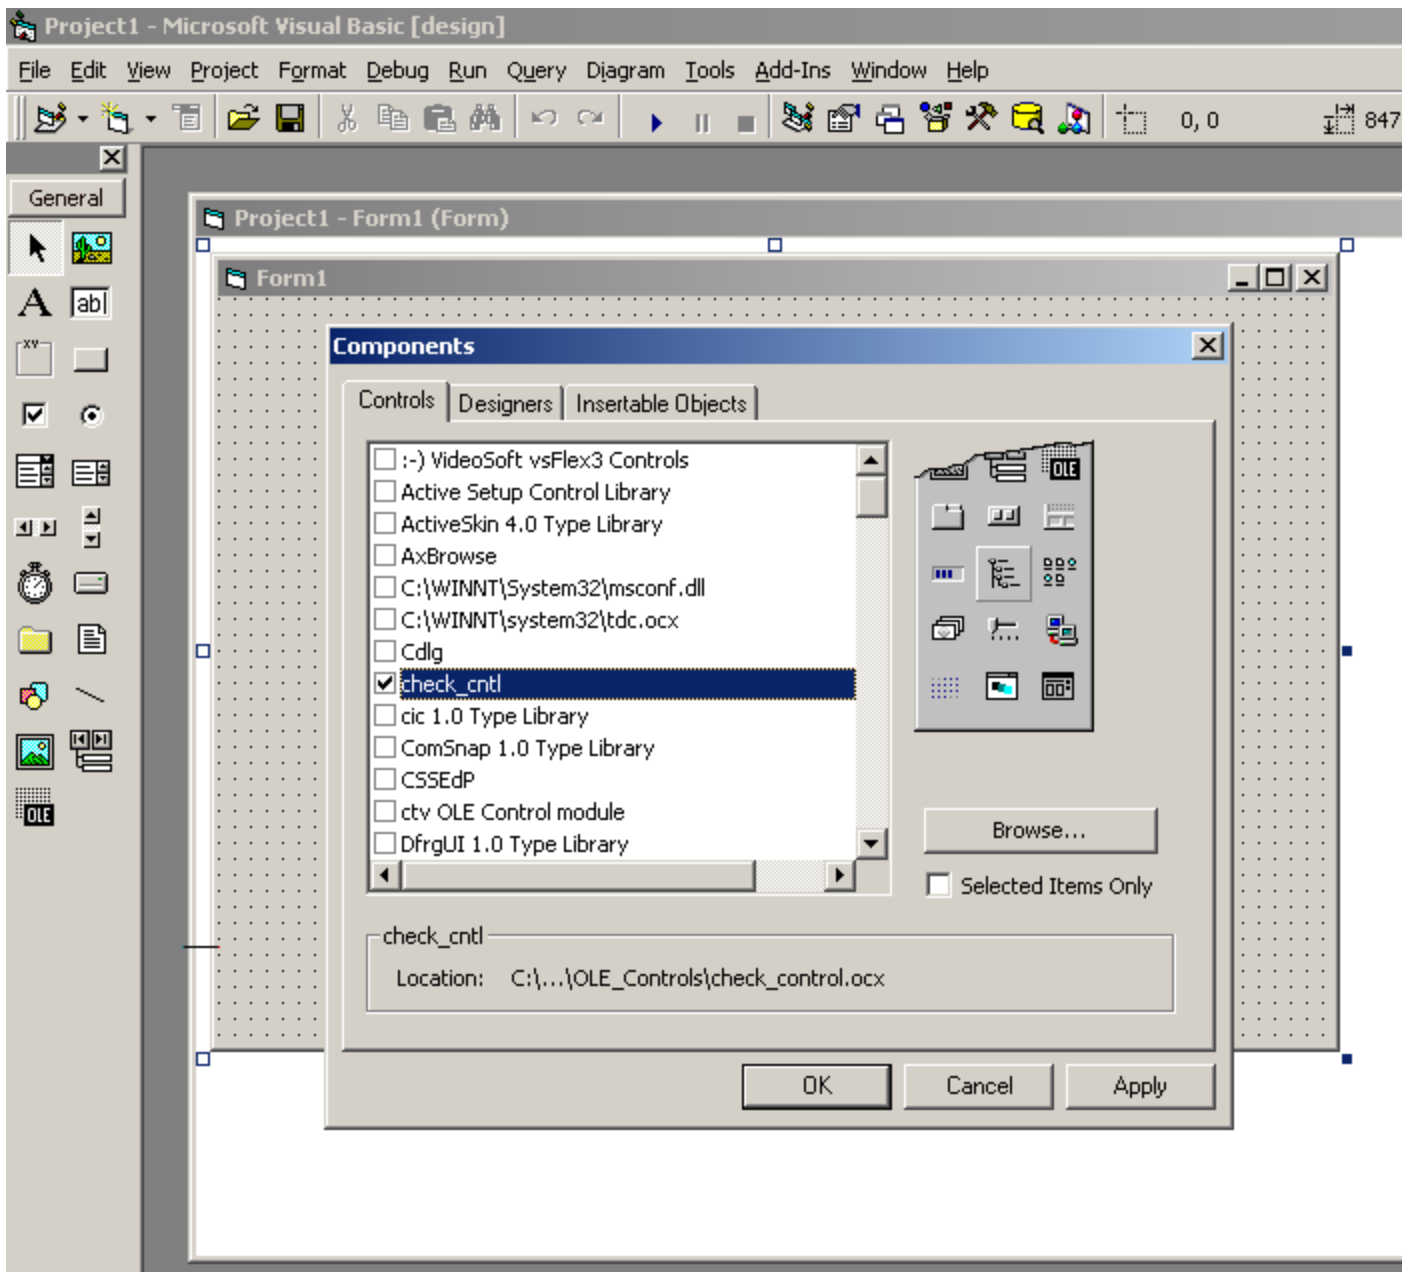 Project1 - Microsoft Visual Basic [design]
File Edit View Project Format Debug Run Query Diagram Tools Add-Ins Window Help
0, 0 847
General
Project1 - Form1 (Form)
A ab|
Form1
xv
Components
Controls Designers Insertable Objects
:-) VideoSoft vsFlex3 Controls
OLE
Active Setup Control Library
ActiveSkin 4.0 Type Library
AxBrowse
C:\WINNT\System32\msconf.dll
C:\WINNT\system32\tdc.ocx
Cdlg
check_cntl
cic 1.0 Type Library
ComSnap 1.0 Type Library
CSSEdP
ctv OLE Control module
OLE
DfrgUI 1.0 Type Library
Browse...
Selected Items Only
check_cntl
Location: C:\...\OLE_Controls\check_control.ocx
OK Cancel Apply